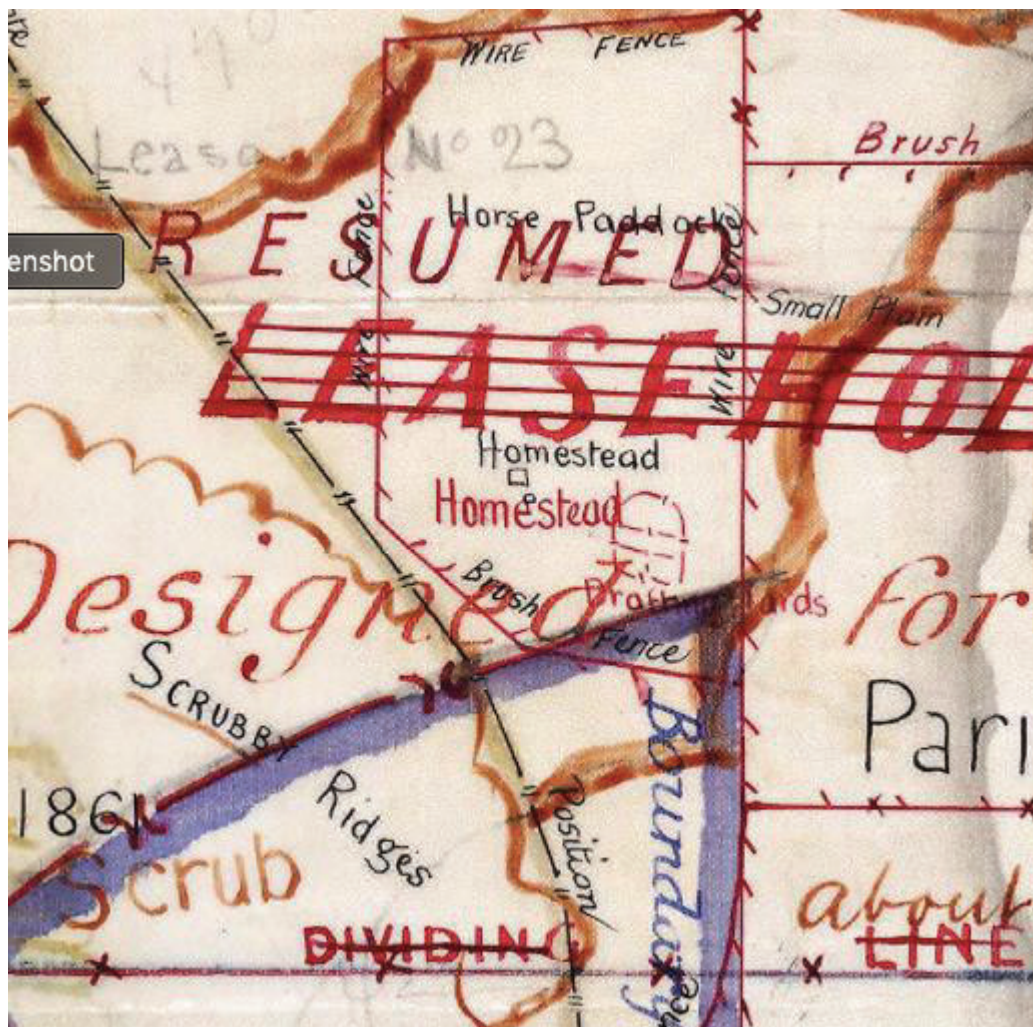 WIRE FENCE
Lease No 23
Brush
Horse Paddock
RESUMED
Wire Fence
Wire Fence
enshot
Small Plain
LEASEHOL
Homestead
Homestead
Brush Fence
Designed for
Yards
SCRUBBY
Ridges
Boundary
Pari
Position
Scrub
about
DIVIDING LINE